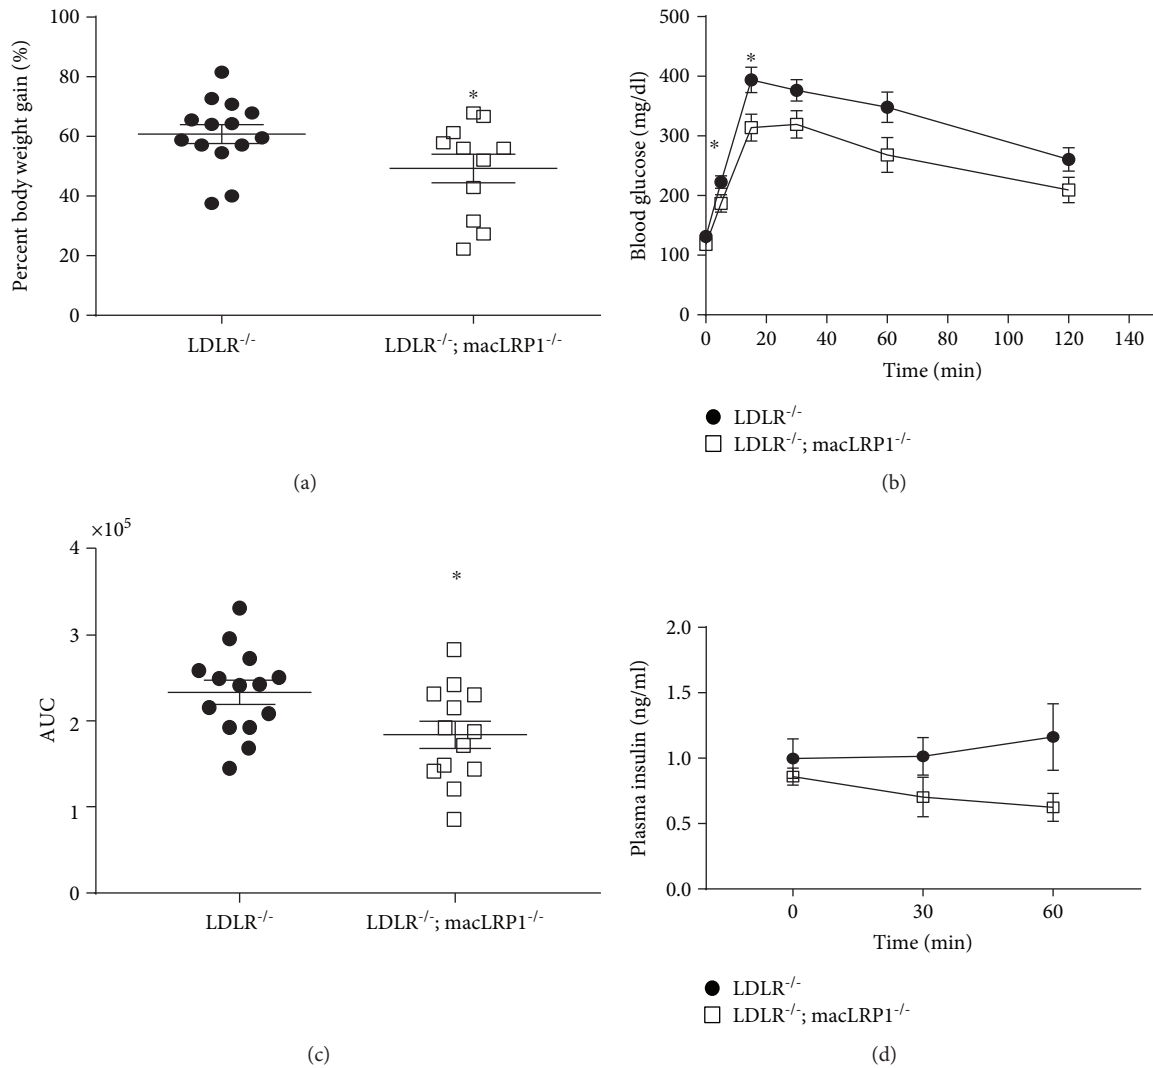 100
80
60
40
20
0
Percent body weight gain (%)
*
LDLR-/-
LDLR-/-; macLRP1-/-
(a)
500
400
300
200
100
0
Blood glucose (mg/dl)
*
*
0 20 40 60 80 100 120 140
Time (min)
LDLR-/-
LDLR-/-; macLRP1-/-
(b)
×10^5
4
3
2
1
0
AUC
*
LDLR-/-
LDLR-/-; macLRP1-/-
(c)
2.0
1.5
1.0
0.5
0.0
Plasma insulin (ng/ml)
0 30 60
Time (min)
LDLR-/-
LDLR-/-; macLRP1-/-
(d)